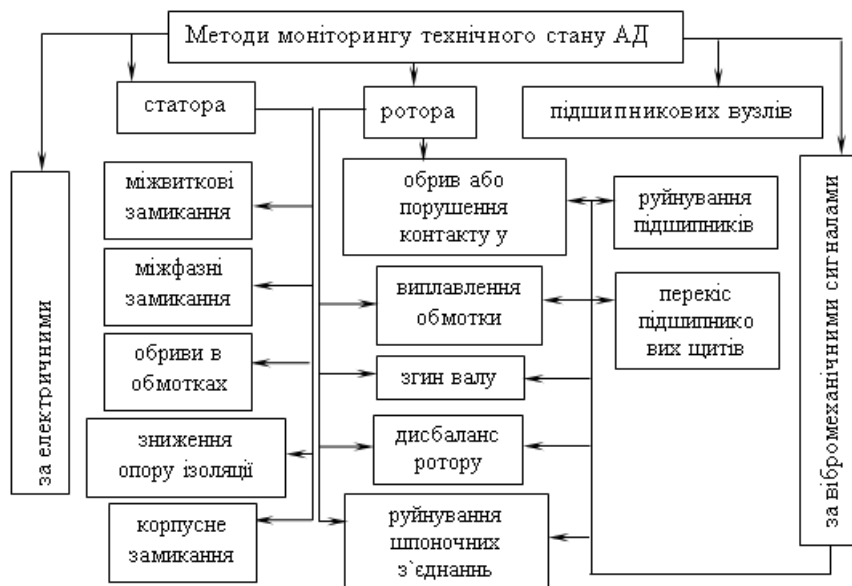 Методи моніторингу технічного стану АД
статора
ротора
підшипникових вузлів
за електричними
міжвиткові
замикання
міжфазні
замикання
обриви в
обмотках
зниження
опору ізоляції
корпусне
замикання
обрив або
порушення
контакту у
виплавлення
обмотки
згин валу
дисбаланс
ротору
руйнування
шпоночних
з`єднаннь
руйнування
підшипників
перекіс
підшипнико
вих щитів
за вібромеханічними сигналами